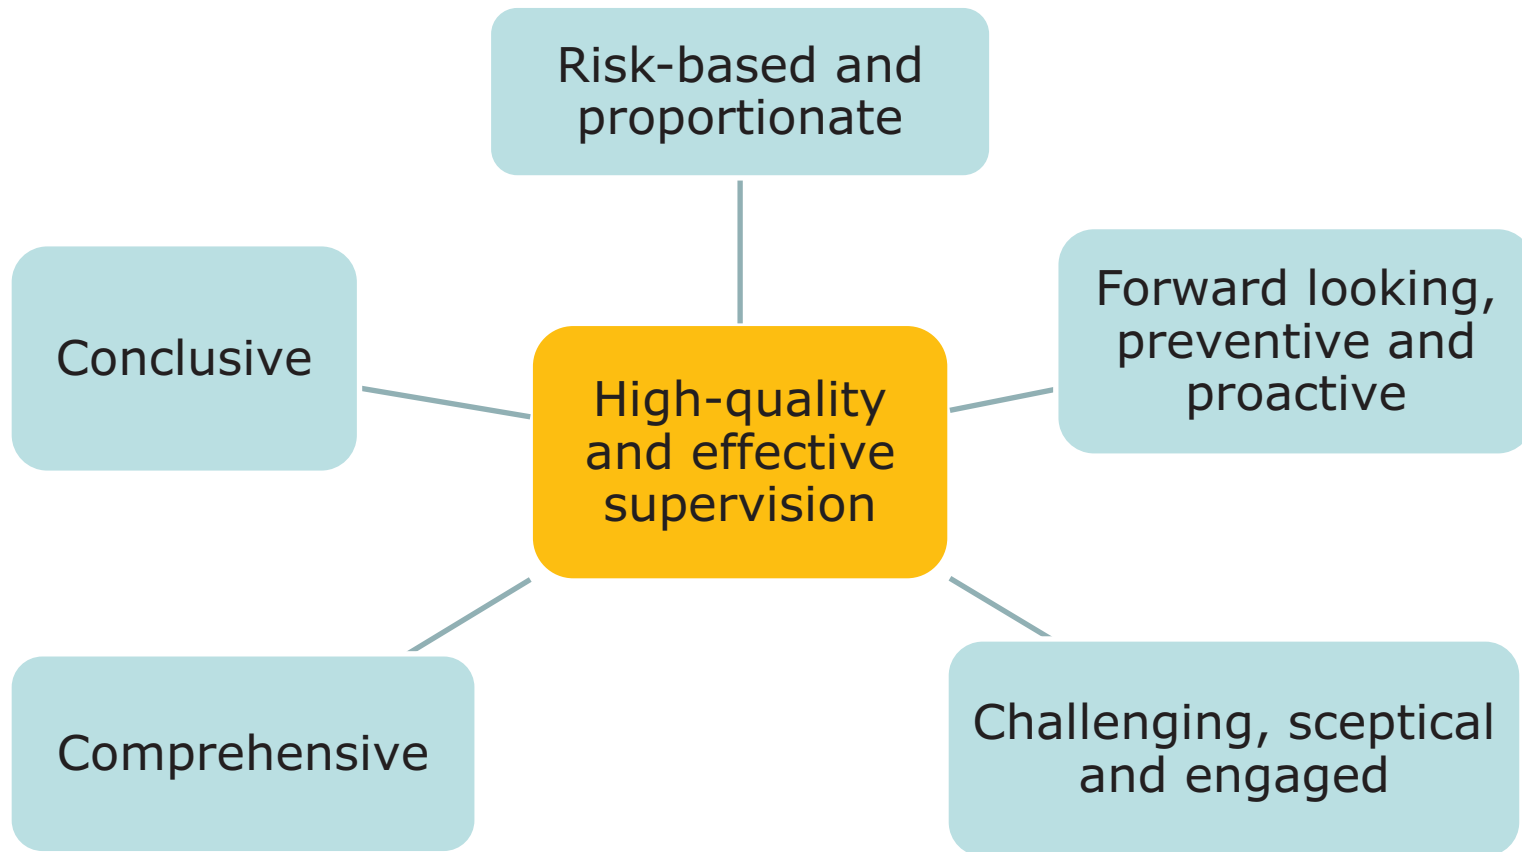 Risk-based and
proportionate
Forward looking,
preventive and
proactive
Conclusive
High-quality
and effective
supervision
Challenging, sceptical
and engaged
Comprehensive